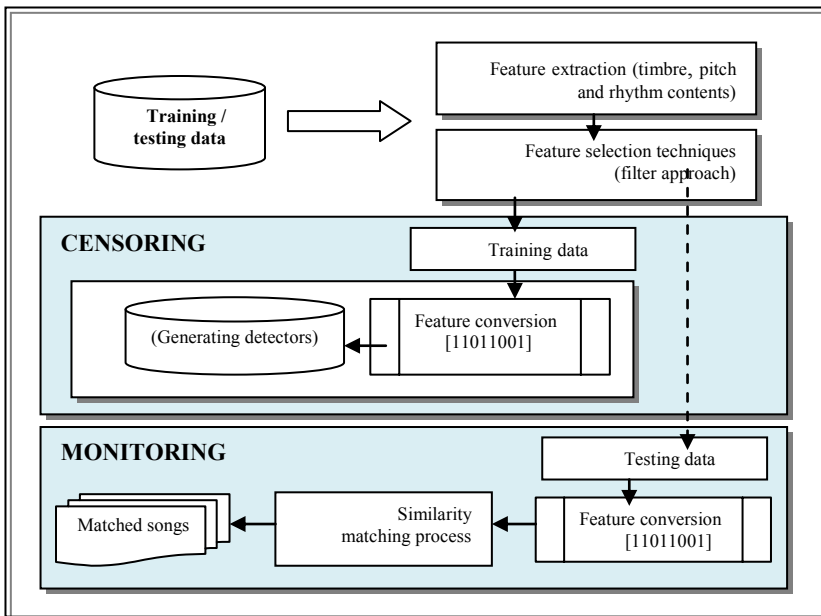 Training /
testing data
Feature extraction (timbre, pitch
and rhythm contents)
Feature selection techniques
(filter approach)
CENSORING
Training data
(Generating detectors)
Feature conversion
[11011001]
MONITORING
Testing data
Matched songs
Similarity
matching process
Feature conversion
[11011001]